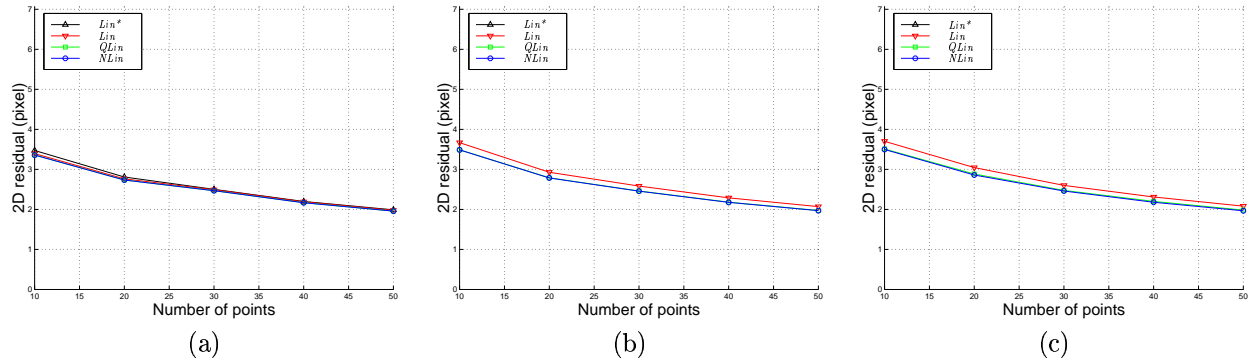 7
6
5
4
3
2
1
0
2D residual (pixel)
Lin*
Lin
QLin
NLin
10 15 20 25 30 35 40 45 50
Number of points
(a)
7
6
5
4
3
2
1
0
2D residual (pixel)
Lin*
Lin
QLin
NLin
10 15 20 25 30 35 40 45 50
Number of points
(b)
7
6
5
4
3
2
1
0
2D residual (pixel)
Lin*
Lin
QLin
NLin
10 15 20 25 30 35 40 45 50
Number of points
(c)